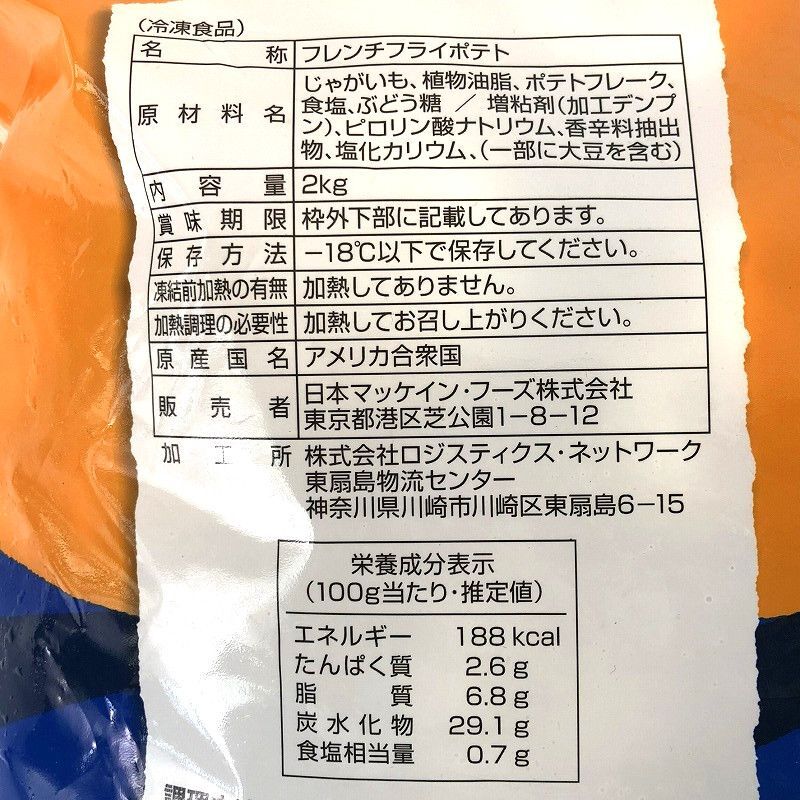 (冷凍食品)
名称 フレンチフライポテト
原材料名 じゃがいも、植物油脂、ポテトフレーク、
食塩、ぶどう糖 ／ 増粘剤(加工デンプ
ン)、ピロリン酸ナトリウム、香辛料抽出
物、塩化カリウム、(一部に大豆を含む)
内容量 2kg
賞味期限 枠外下部に記載してあります。
保存方法 −18℃以下で保存してください。
凍結前加熱の有無 加熱してありません。
加熱調理の必要性 加熱してお召し上がりください。
原産国名 アメリカ合衆国
販売者 日本マッケイン・フーズ株式会社
東京都港区芝公園1−8−12
加工所 株式会社ロジスティクス・ネットワーク
東扇島物流センター
神奈川県川崎市川崎区東扇島6−15
栄養成分表示
(100g当たり・推定値)
エネルギー 188 kcal
たんぱく質 2.6 g
脂質 6.8 g
炭水化物 29.1 g
食塩相当量 0.7 g